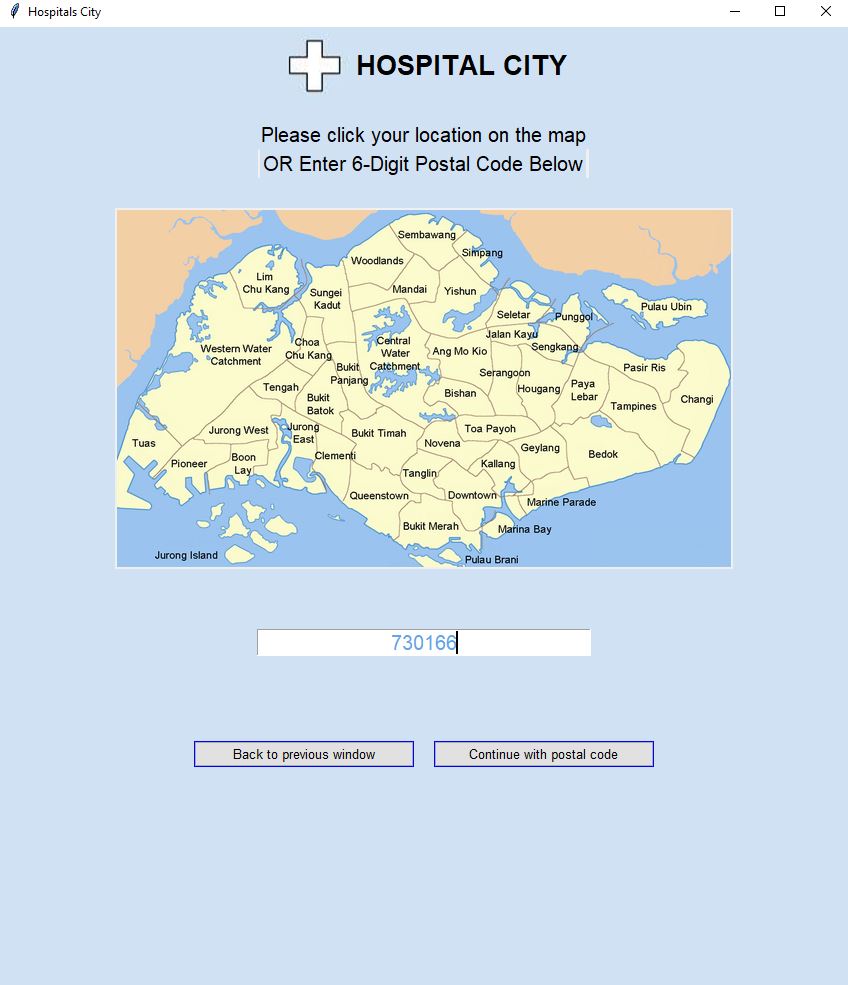 Hospitals City
HOSPITAL CITY
Please click your location on the map
OR Enter 6-Digit Postal Code Below
Sembawang
Simpang
Woodlands
Lim
Chu Kang
Sungei
Kadut
Mandai
Yishun
Seletar
Punggol
Pulau Ubin
Jalan Kayu
Sengkang
Western Water
Catchment
Choa
Chu Kang
Central
Water
Catchment
Ang Mo Kio
Bukit
Panjang
Serangoon
Pasir Ris
Tengah
Bukit
Batok
Bishan
Hougang
Paya
Lebar
Tampines
Changi
Tuas
Jurong West
Jurong
East
Bukit Timah
Toa Payoh
Novena
Geylang
Bedok
Pioneer
Boon
Lay
Clementi
Tanglin
Kallang
Queenstown
Downtown
Marine Parade
Bukit Merah
Marina Bay
Jurong Island
Pulau Brani
730166
Back to previous window
Continue with postal code